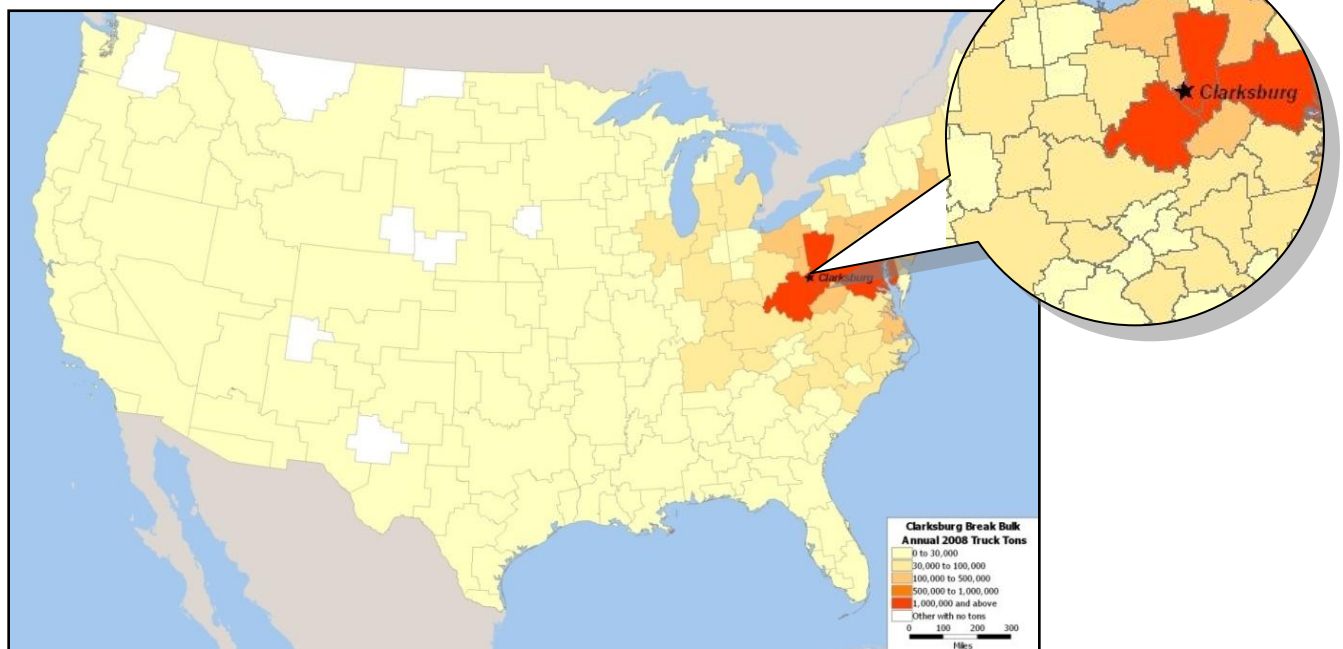 Clarksburg
Clarksburg
Clarksburg Break Bulk
Annual 2008 Truck Tons
0 to 30,000
30,000 to 100,000
100,000 to 500,000
500,000 to 1,000,000
1,000,000 and above
Other with no tons
0 100 200 300
Miles